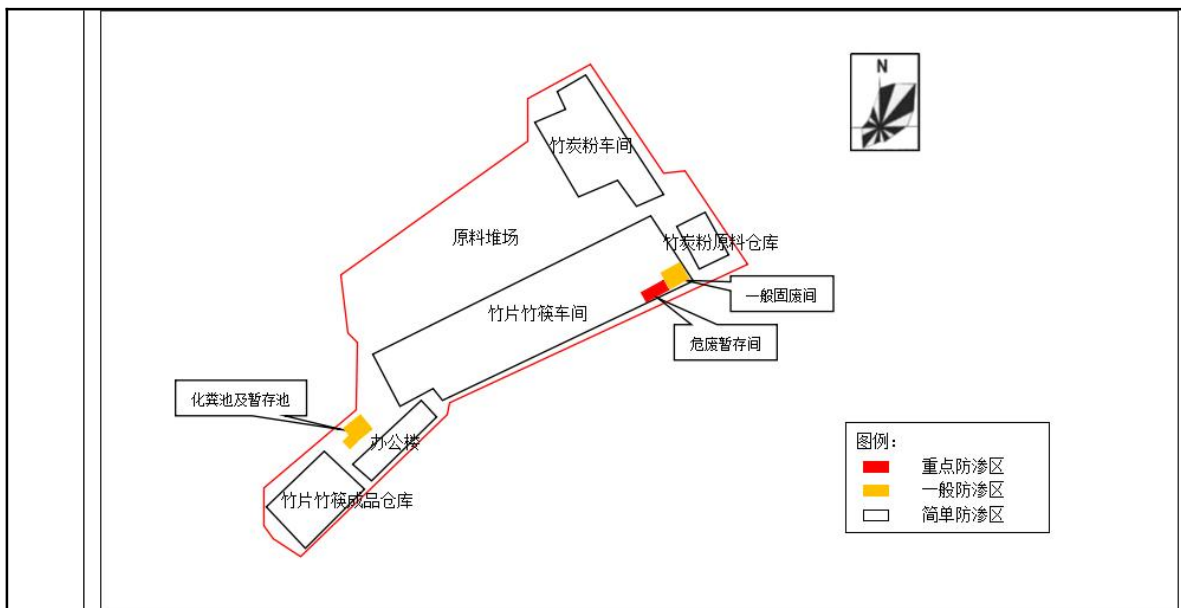 N
竹炭粉车间
原料堆场
竹炭粉原料仓库
一般固废间
竹片竹筷车间
危废暂存间
化粪池及暂存池
办公楼
竹片竹筷成品仓库
图例：
重点防渗区
一般防渗区
简单防渗区